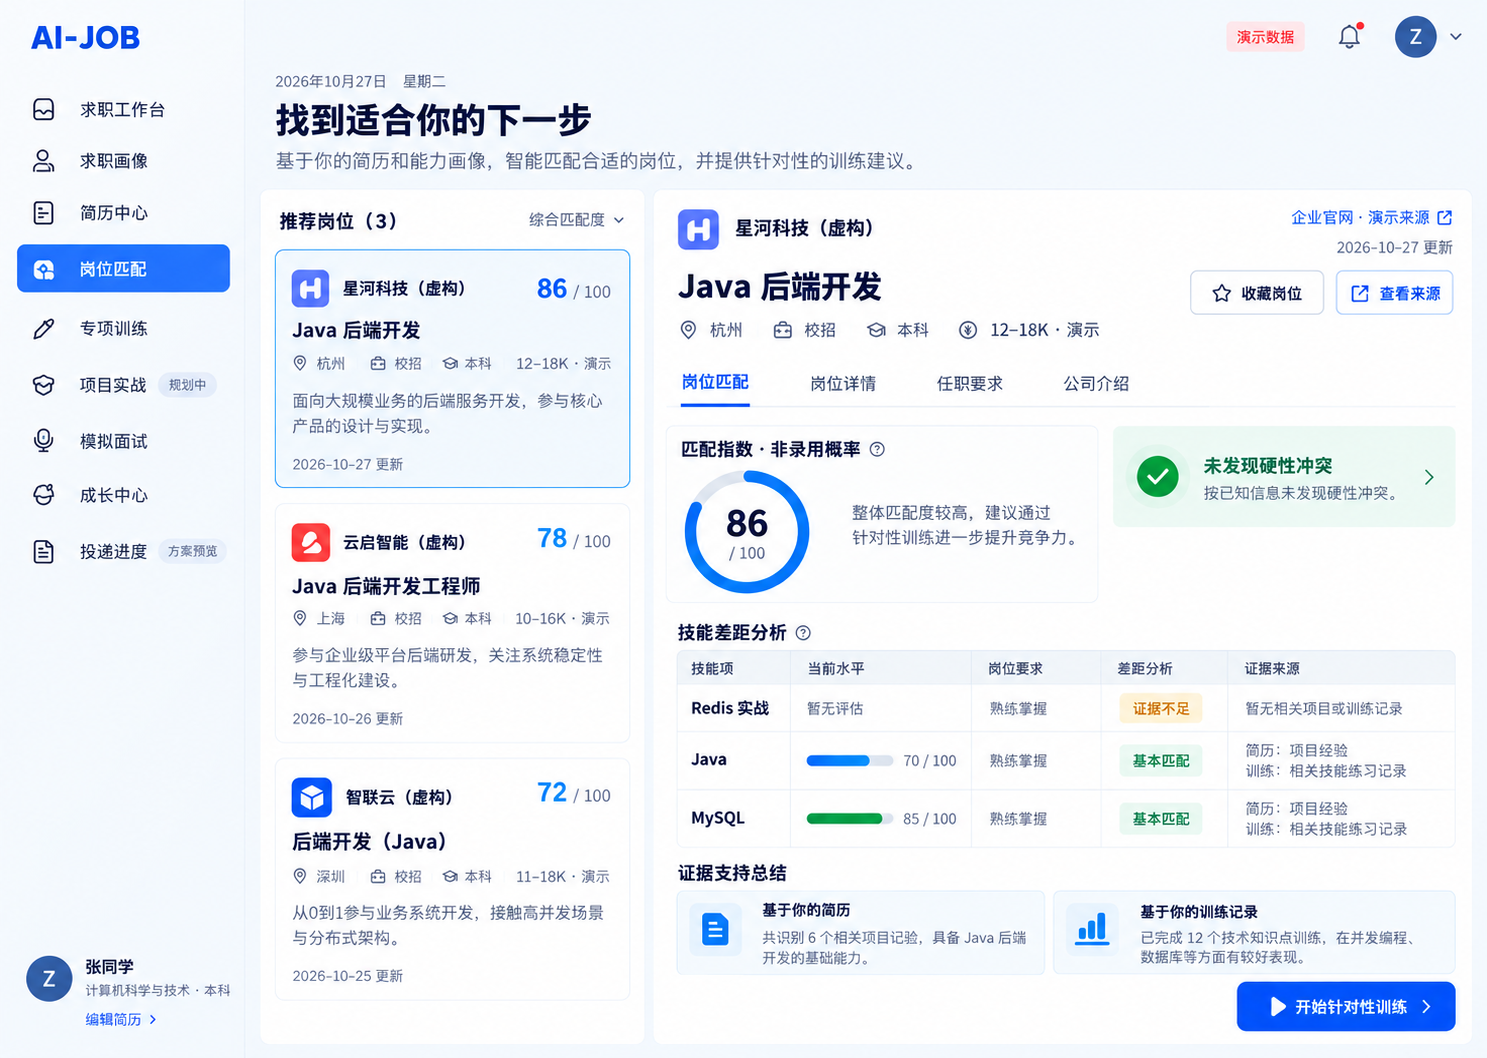 AI-JOB
求职工作台
求职画像
简历中心
岗位匹配
专项训练
项目实战 规划中
模拟面试
成长中心
投递进度 方案预览
Z
张同学
计算机科学与技术 · 本科
编辑简历
演示数据
Z
2026年10月27日 星期二
找到适合你的下一步
基于你的简历和能力画像，智能匹配合适的岗位，并提供针对性的训练建议。
推荐岗位（3） 综合匹配度
星河科技（虚构） 86 / 100
Java 后端开发
杭州 校招 本科 12-18K · 演示
面向大规模业务的后端服务开发，参与核心
产品的设计与实现。
2026-10-27 更新
云启智能（虚构） 78 / 100
Java 后端开发工程师
上海 校招 本科 10-16K · 演示
参与企业级平台后端研发，关注系统稳定性
与工程化建设。
2026-10-26 更新
智联云（虚构） 72 / 100
后端开发（Java）
深圳 校招 本科 11-18K · 演示
从0到1参与业务系统开发，接触高并发场景
与分布式架构。
2026-10-25 更新
星河科技（虚构）
企业官网 · 演示来源
2026-10-27 更新
Java 后端开发
收藏岗位 查看来源
杭州 校招 本科 12-18K · 演示
岗位匹配 岗位详情 任职要求 公司介绍
匹配指数 · 非录用概率
86
/ 100
整体匹配度较高，建议通过
针对性训练进一步提升竞争力。
未发现硬性冲突
按已知信息未发现硬性冲突。
技能差距分析
技能项 当前水平 岗位要求 差距分析 证据来源
Redis 实战 暂无评估 熟练掌握 证据不足 暂无相关项目或训练记录
Java 70 / 100 熟练掌握 基本匹配 简历：项目经验
训练：相关技能练习记录
MySQL 85 / 100 熟练掌握 基本匹配 简历：项目经验
训练：相关技能练习记录
证据支持总结
基于你的简历
共识别 6 个相关项目记验，具备 Java 后端
开发的基础能力。
基于你的训练记录
已完成 12 个技术知识点训练，在并发编程、
数据库等方面有较好表现。
开始针对性训练